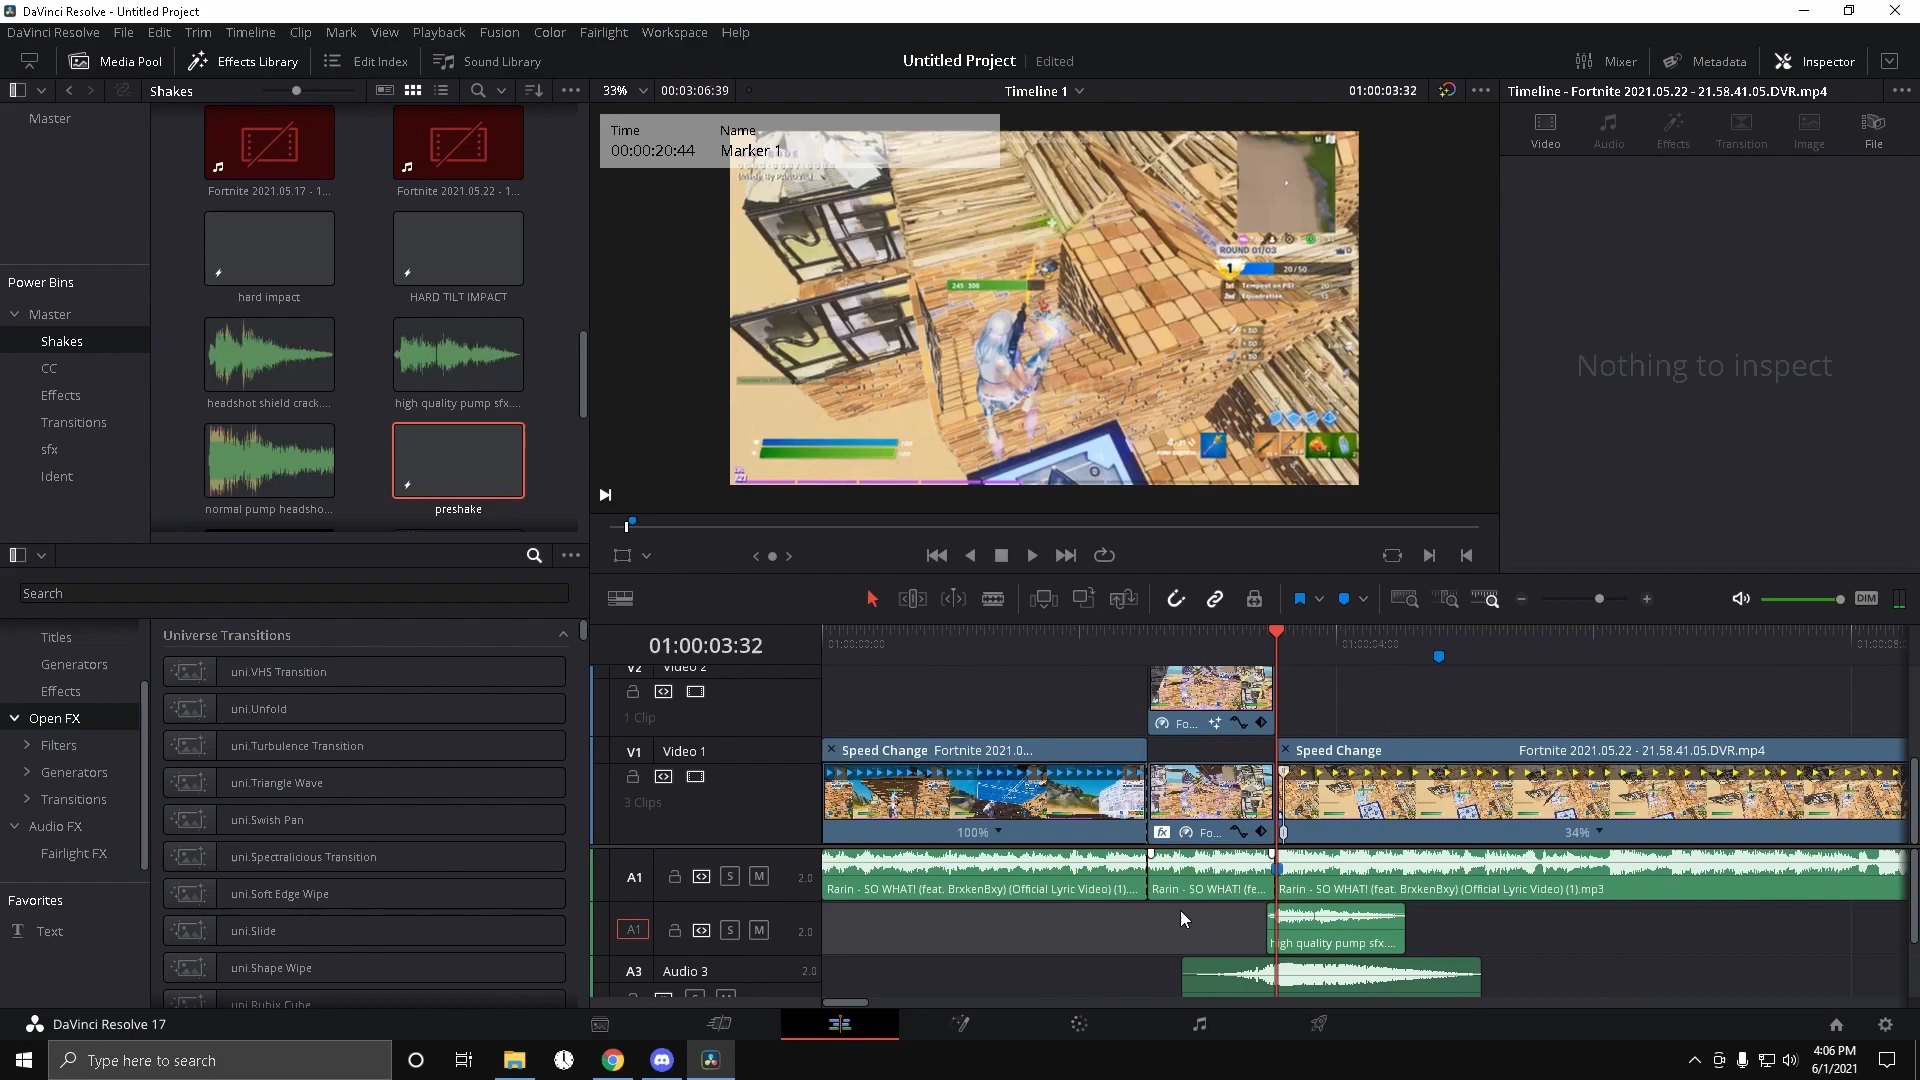 DaVinci Resolve - Untitled Project
DaVinci Resolve File Edit Trim Timeline Clip Mark View Playback Fusion Color Fairlight Workspace Help
Media Pool Effects Library Edit Index Sound Library
Untitled Project Edited
Mixer Metadata Inspector
Shakes
33% 00:03:06:39 Timeline 1 01:00:03:32
Timeline - Fortnite 2021.05.22 - 21.58.41.05.DVR.mp4
Video Audio Effects Transition Image File
Nothing to inspect
Master
Power Bins
Master
Shakes
CC
Effects
Transitions
sfx
Ident
Fortnite 2021.05.17 - 1... Fortnite 2021.05.22 - 1...
hard impact HARD TILT IMPACT
headshot shield crack.... high quality pump sfx....
normal pump headsho... preshake
Time Name
00:00:20:44 Marker 1
ROUND 01/03
1 20/50
245 300
Search
Titles
Generators
Effects
Open FX
Filters
Generators
Transitions
Audio FX
Fairlight FX
Favorites
Text
Universe Transitions
uni.VHS Transition
uni.Unfold
uni.Turbulence Transition
uni.Triangle Wave
uni.Swish Pan
uni.Spectralicious Transition
uni.Soft Edge Wipe
uni.Slide
uni.Shape Wipe
uni.Rubix Cube
DIM
01:00:03:32
01:00:00:00 01:00:04:00 01:00:08:
V2 Video 2
1 Clip
Fo...
V1 Video 1
3 Clips
Speed Change Fortnite 2021.0...
Speed Change Fortnite 2021.05.22 - 21.58.41.05.DVR.mp4
100% fx Fo... 34%
A1 S M 2.0
Rarin - SO WHAT! (feat. BrxkenBxy) (Official Lyric Video) (1).... Rarin - SO WHAT! (fe... Rarin - SO WHAT! (feat. BrxkenBxy) (Official Lyric Video) (1).mp3
A1 S M 2.0
high quality pump sfx....
A3 Audio 3 2.0
DaVinci Resolve 17
Type here to search
4:06 PM
6/1/2021